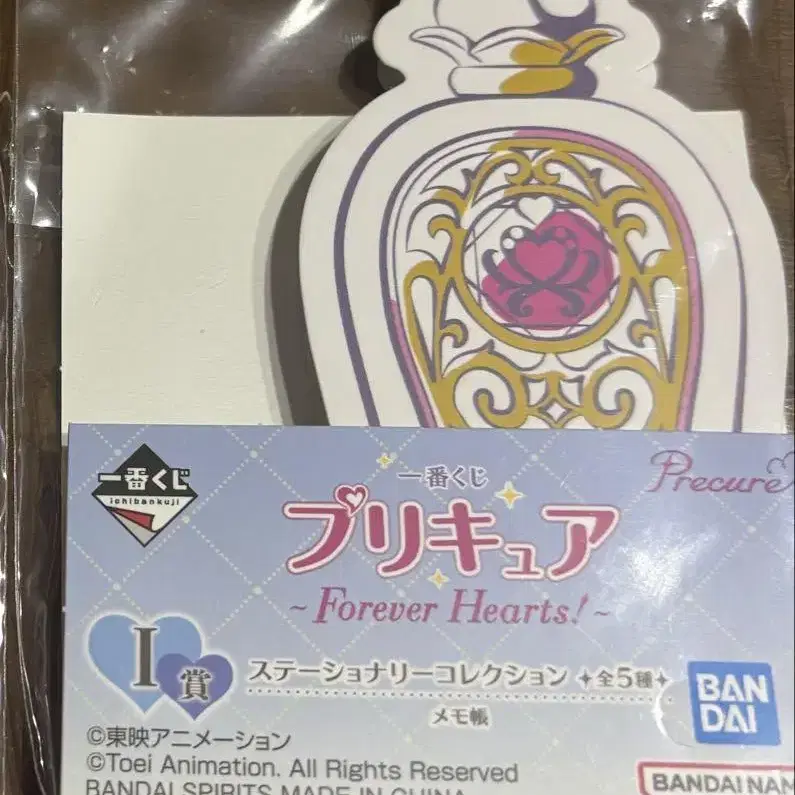 一番くじ
ichibankuji
一番くじ
Precure
プリキュア
~Forever Hearts!~
I賞
ステーショナリーコレクション ✦全5種✦
メモ帳
BAN
DAI
©東映アニメーション
©Toei Animation. All Rights Reserved
BANDAI SPIRITS MADE IN CHINA
BANDAI NAM